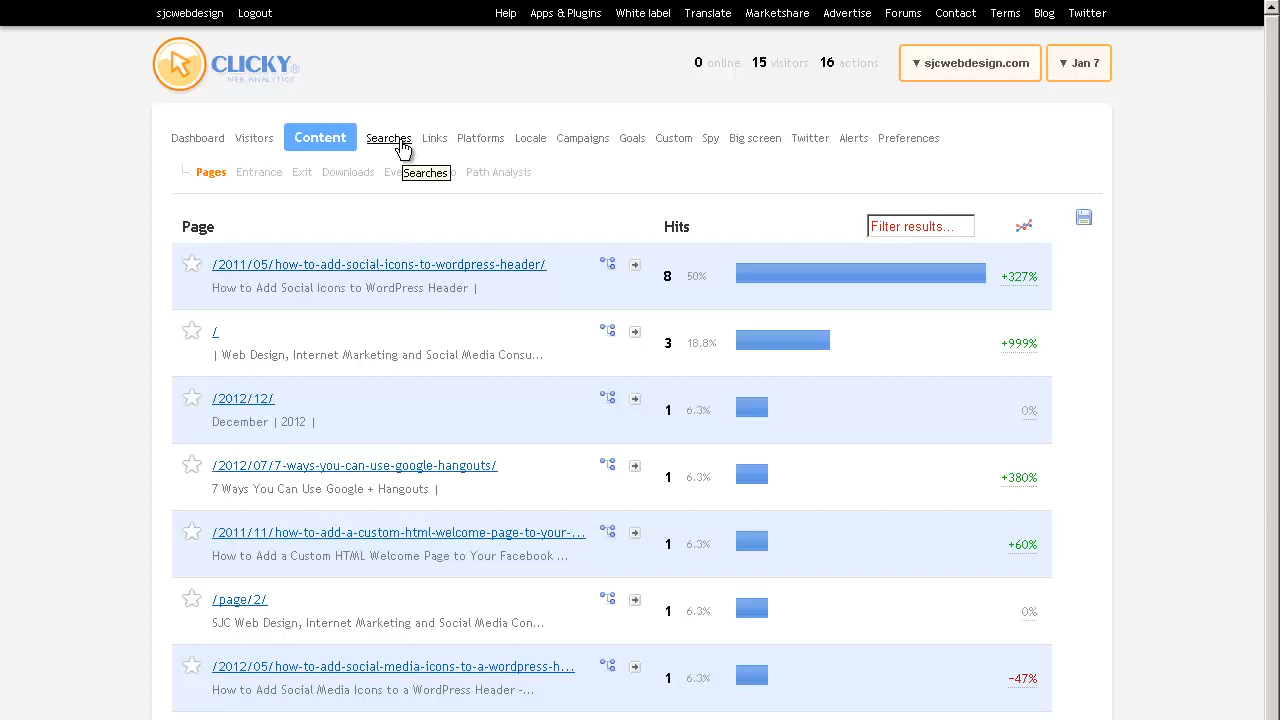 sjcwebdesign Logout Help Apps & Plugins White label Translate Marketshare Advertise Forums Contact Terms Blog Twitter
CLICKY®
WEB ANALYTICS
0 online 15 visitors 16 actions ▼ sjcwebdesign.com ▼ Jan 7
Dashboard Visitors Content Searches Links Platforms Locale Campaigns Goals Custom Spy Big screen Twitter Alerts Preferences
Pages Entrance Exit Downloads Searches Path Analysis
Page Hits Filter results...
/2011/05/how-to-add-social-icons-to-wordpress-header/
How to Add Social Icons to WordPress Header |
8 50% +327%
/
| Web Design, Internet Marketing and Social Media Consu...
3 18.8% +999%
/2012/12/
December | 2012 |
1 6.3% 0%
/2012/07/7-ways-you-can-use-google-hangouts/
7 Ways You Can Use Google + Hangouts |
1 6.3% +380%
/2011/11/how-to-add-a-custom-html-welcome-page-to-your-...
How to Add a Custom HTML Welcome Page to Your Facebook ...
1 6.3% +60%
/page/2/
SJC Web Design, Internet Marketing and Social Media Con...
1 6.3% 0%
/2012/05/how-to-add-social-media-icons-to-a-wordpress-h...
How to Add Social Media Icons to a WordPress Header -...
1 6.3% -47%